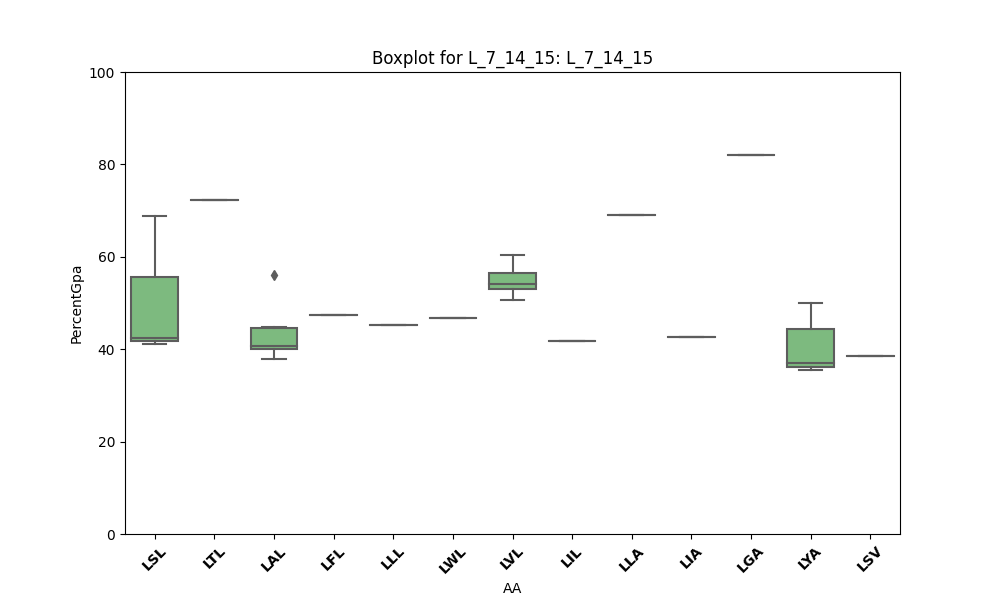 Boxplot for L_7_14_15: L_7_14_15
100
80
60
40
20
0
PercentGpa
LSL
LTL
LAL
LFL
LLL
LWL
LVL
LIL
LLA
LIA
LGA
LYA
LSV
AA